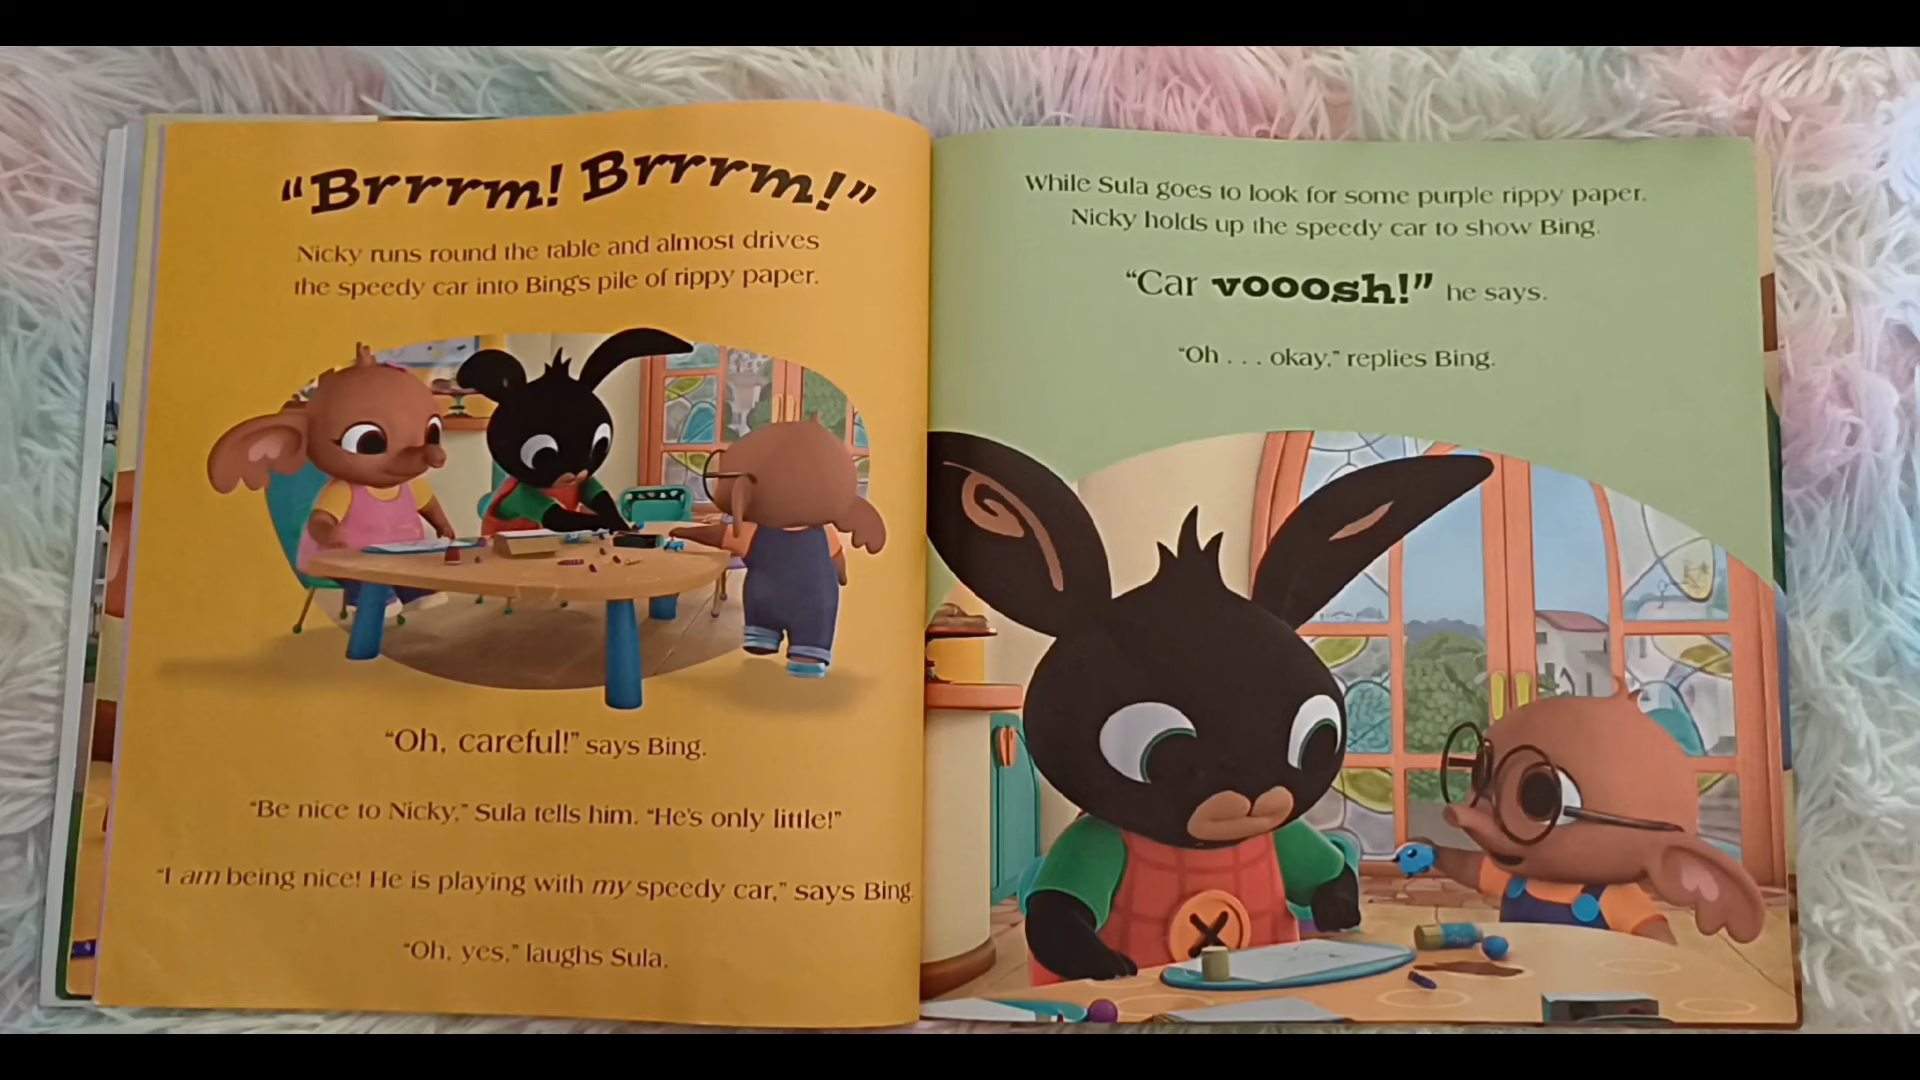 “Brrrm! Brrrm!”
Nicky runs round the table and almost drives
the speedy car into Bing's pile of rippy paper.
“Oh, careful!” says Bing.
“Be nice to Nicky,” Sula tells him. “He's only little!”
“I am being nice! He is playing with my speedy car,” says Bing.
“Oh, yes,” laughs Sula.
While Sula goes to look for some purple rippy paper,
Nicky holds up the speedy car to show Bing.
“Car vooosh!” he says.
“Oh . . . okay,” replies Bing.